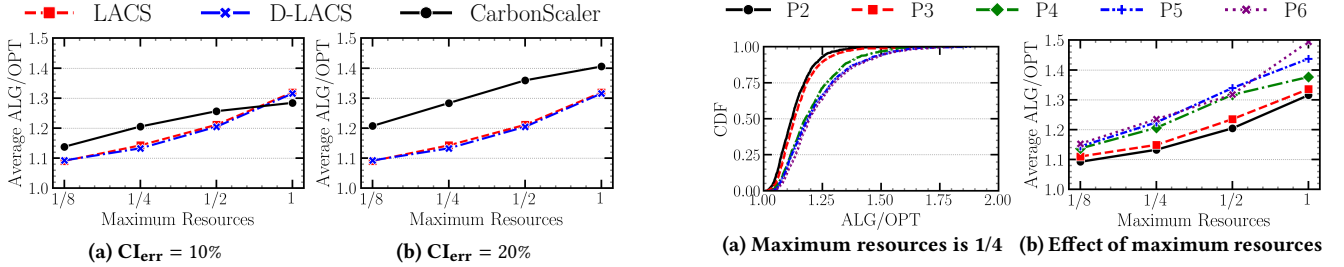 LACS D-LACS CarbonScaler
Average ALG/OPT
1.5
1.4
1.3
1.2
1.1
1.0
1/8 1/4 1/2 1
Maximum Resources
(a) CIerr = 10%
Average ALG/OPT
1.5
1.4
1.3
1.2
1.1
1.0
1/8 1/4 1/2 1
Maximum Resources
(b) CIerr = 20%
P2 P3 P4 P5 P6
CDF
1.00
0.75
0.50
0.25
0.00
1.00 1.25 1.50 1.75 2.00
ALG/OPT
(a) Maximum resources is 1/4
Average ALG/OPT
1.5
1.4
1.3
1.2
1.1
1.0
1/8 1/4 1/2 1
Maximum Resources
(b) Effect of maximum resources